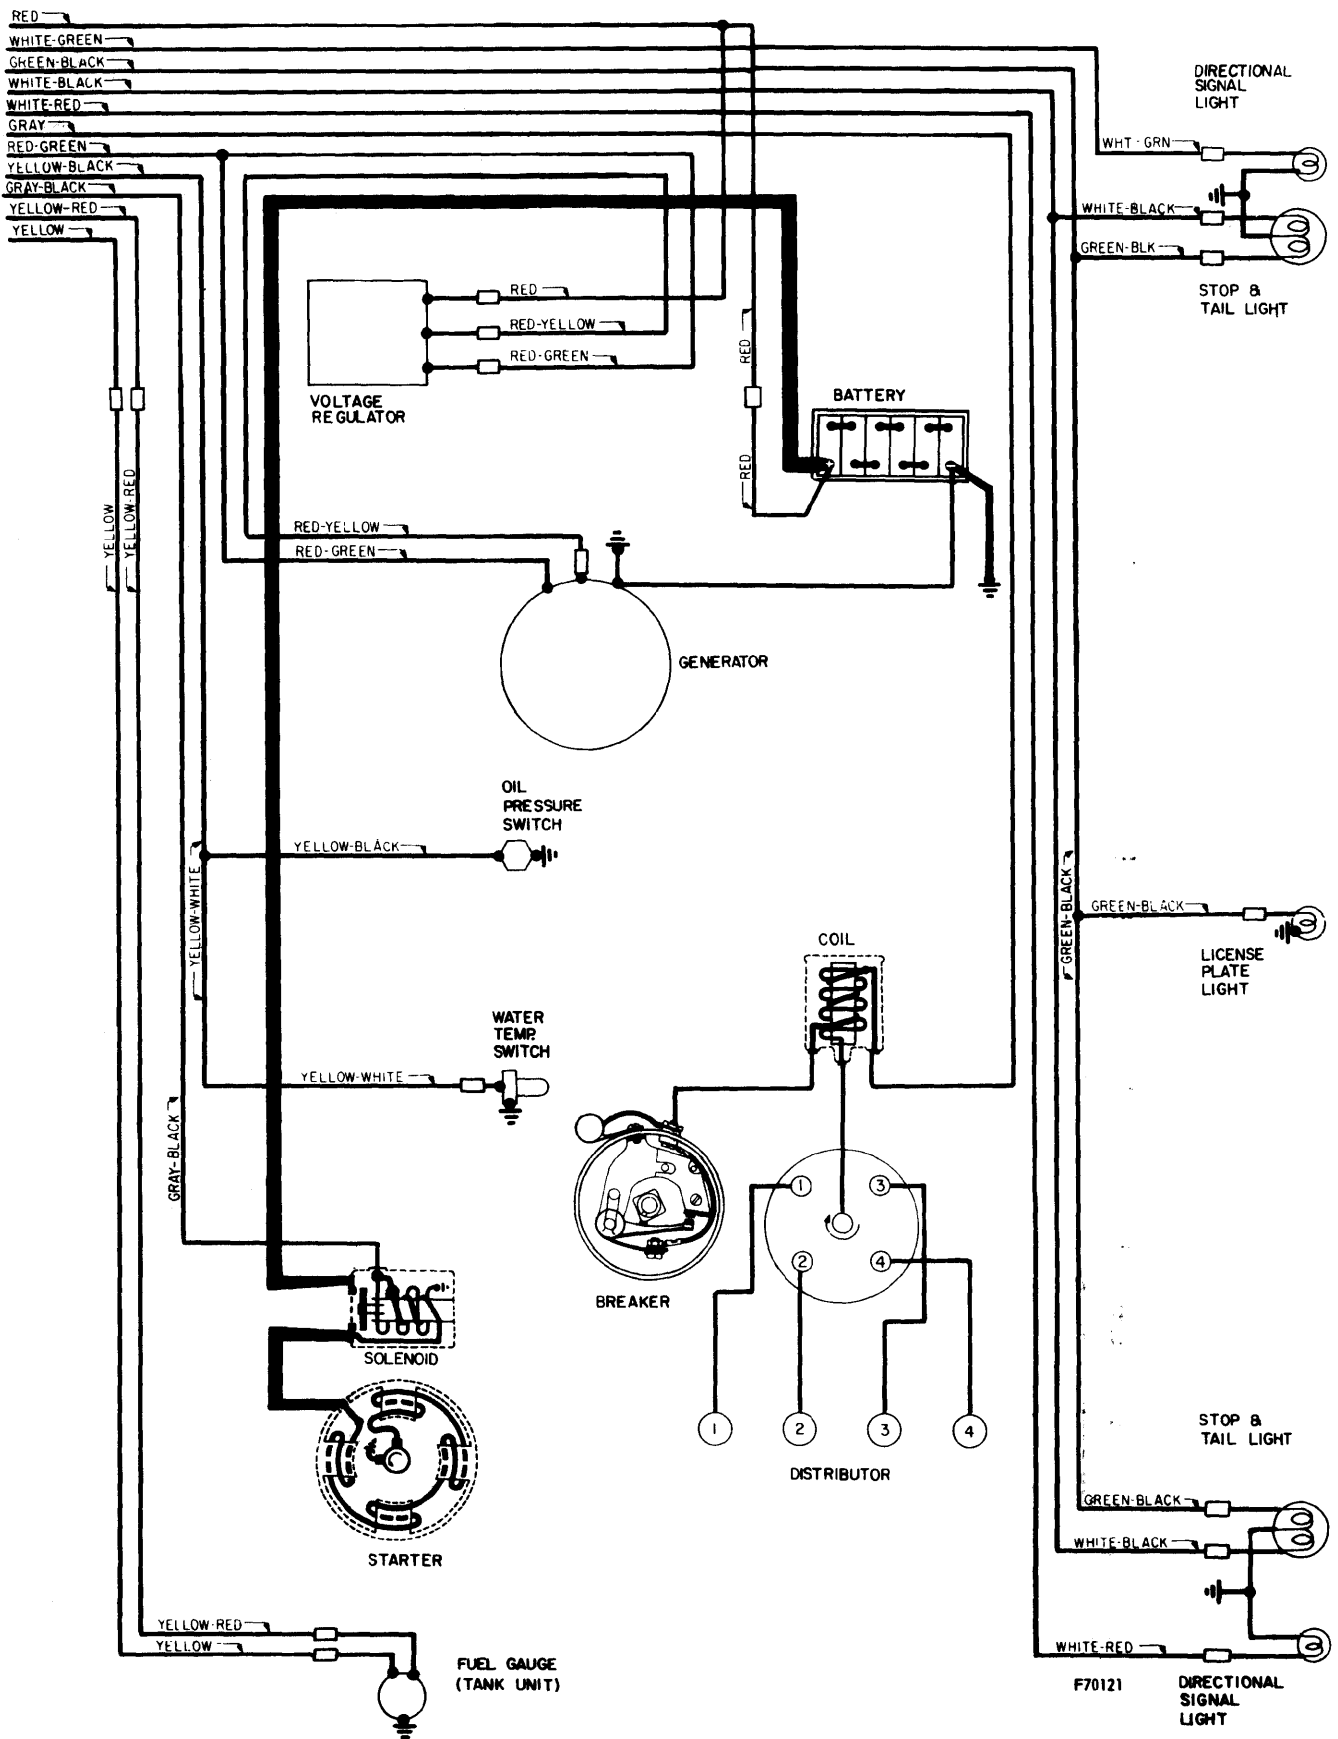 RED
WHITE-GREEN
GREEN-BLACK
WHITE-BLACK
WHITE-RED
GRAY
RED-GREEN
YELLOW-BLACK
GRAY-BLACK
YELLOW-RED
YELLOW
DIRECTIONAL
SIGNAL
LIGHT
WHT-GRN
WHITE-BLACK
GREEN-BLK
STOP &
TAIL LIGHT
RED
RED-YELLOW
RED-GREEN
VOLTAGE
REGULATOR
RED
RED
BATTERY
YELLOW
YELLOW-RED
RED-YELLOW
RED-GREEN
GENERATOR
OIL
PRESSURE
SWITCH
YELLOW-BLACK
YELLOW-WHITE
GREEN-BLACK
GREEN-BLACK
LICENSE
PLATE
LIGHT
COIL
WATER
TEMP.
SWITCH
YELLOW-WHITE
GRAY-BLACK
1
3
2
4
BREAKER
SOLENOID
1
2
3
4
DISTRIBUTOR
STOP &
TAIL LIGHT
GREEN-BLACK
WHITE-BLACK
STARTER
YELLOW-RED
YELLOW
FUEL GAUGE
(TANK UNIT)
WHITE-RED
F70121
DIRECTIONAL
SIGNAL
LIGHT